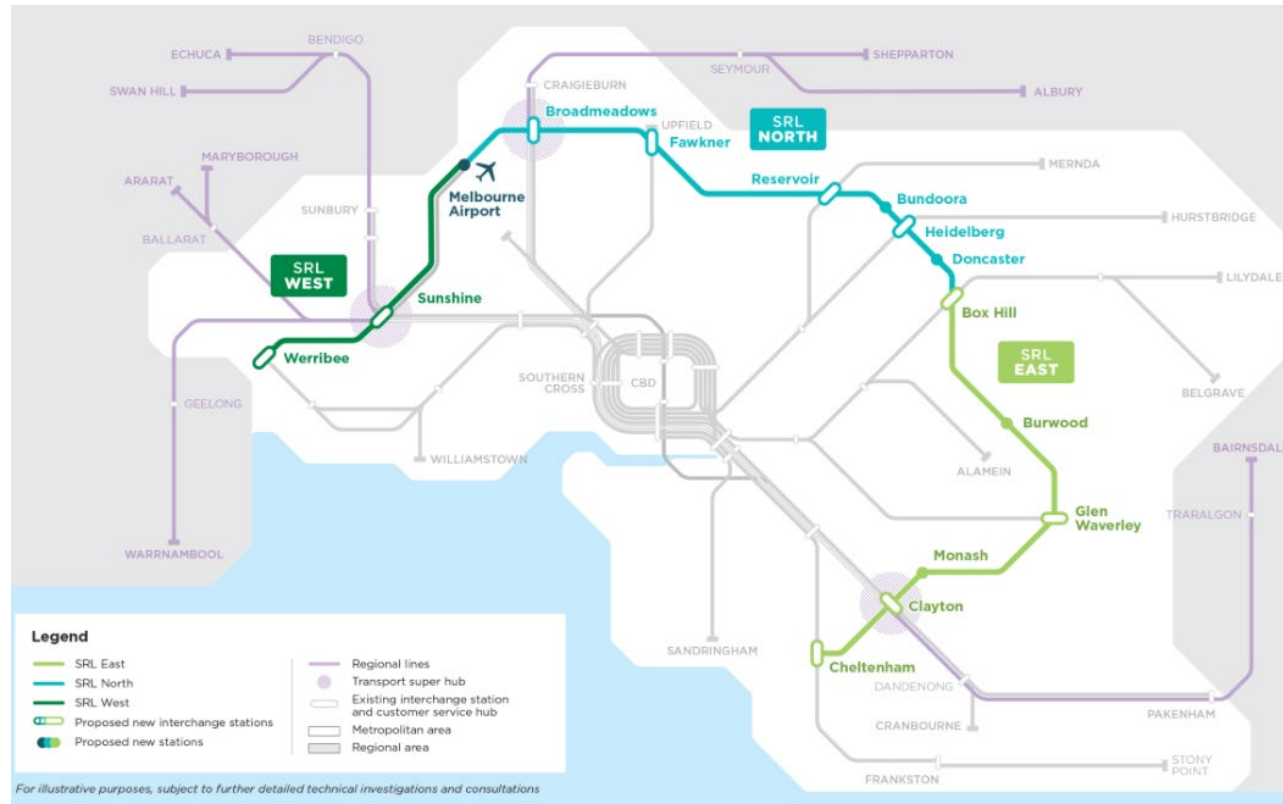 ECHUCA
BENDIGO
SWAN HILL
SHEPPARTON
SEYMOUR
ALBURY
CRAIGIEBURN
Broadmeadows
UPFIELD
Fawkner
SRL
NORTH
MARYBOROUGH
ARARAT
BALLARAT
SUNBURY
Melbourne
Airport
Reservoir
MERNDA
Bundoora
HURSTBRIDGE
Heidelberg
Doncaster
SRL
WEST
Sunshine
LILYDALE
Box Hill
Werribee
SRL
EAST
SOUTHERN
CROSS
CBD
BELGRAVE
GEELONG
Burwood
WILLIAMSTOWN
ALAMEIN
BAIRNSDAL
Glen
Waverley
TRARALGON
WARRNAMBOOL
Monash
Clayton
SANDRINGHAM
Cheltenham
DANDENONG
PAKENHAM
CRANBOURNE
FRANKSTON
STONY
POINT
Legend
SRL East
SRL North
SRL West
Proposed new interchange stations
Proposed new stations
Regional lines
Transport super hub
Existing interchange station
and customer service hub
Metropolitan area
Regional area
For illustrative purposes, subject to further detailed technical investigations and consultations